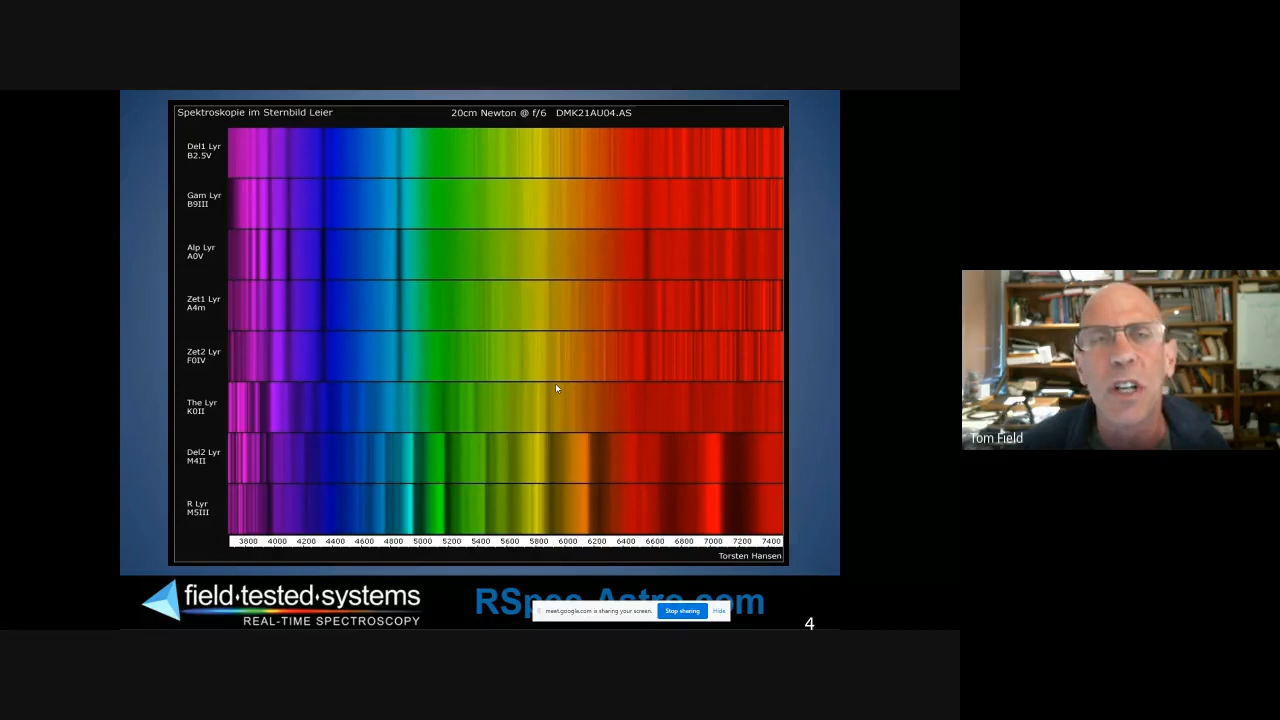 Spektroskopie im Sternbild Leier 20cm Newton @ f/6 DMK21AU04.AS
Del1 Lyr
B2.5V
Gam Lyr
B9III
Alp Lyr
A0V
Zet1 Lyr
A4m
Zet2 Lyr
F0IV
The Lyr
K0II
Del2 Lyr
M4II
R Lyr
M5III
3800 4000 4200 4400 4600 4800 5000 5200 5400 5600 5800 6000 6200 6400 6600 6800 7000 7200 7400
Torsten Hansen
field·tested·systems
REAL-TIME SPECTROSCOPY
RSpec-Astro.com
meet.google.com is sharing your screen. Stop sharing Hide
4
Tom Field